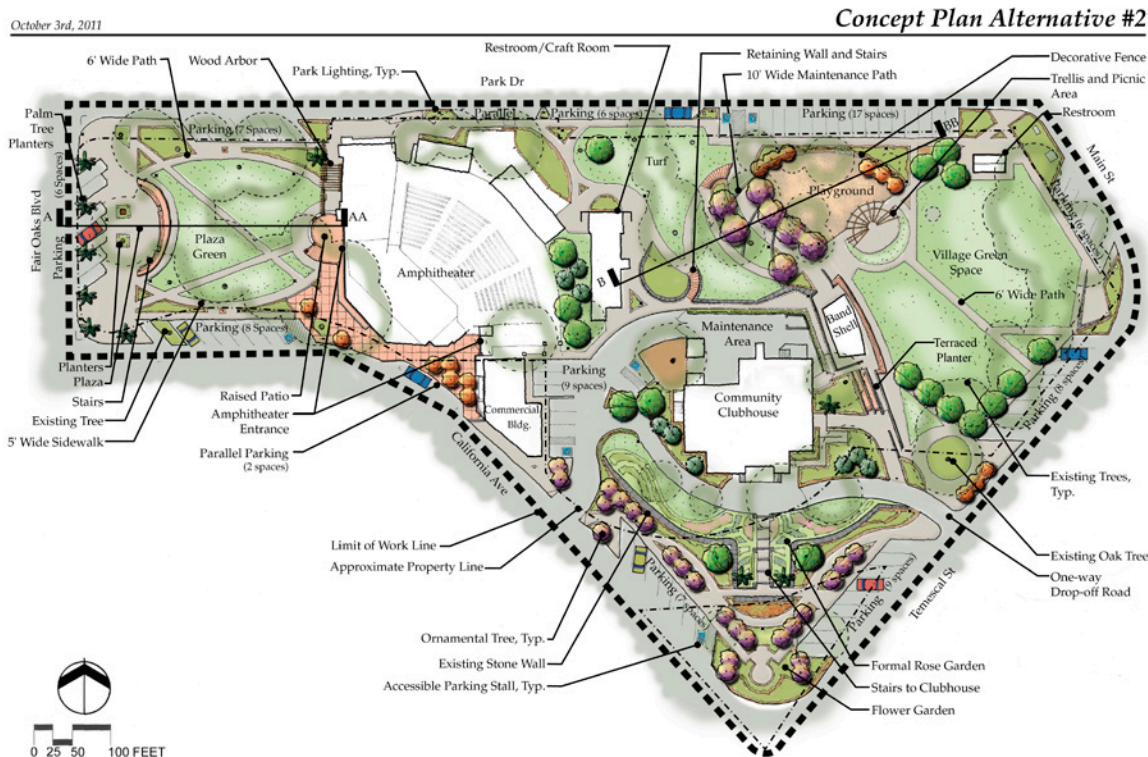 October 3rd, 2011
Concept Plan Alternative #2
6' Wide Path
Wood Arbor
Park Lighting, Typ.
Restroom/Craft Room
Park Dr
Retaining Wall and Stairs
10' Wide Maintenance Path
Decorative Fence
Trellis and Picnic
Area
Restroom
Palm
Tree
Planters
Parking (7 Spaces)
Parallel
Parking (6 spaces)
Parking (17 spaces)
BB
Main St
Parking (6 spaces)
Fair Oaks Blvd
Parking
(6 Spaces)
A
AA
Plaza
Green
Amphitheater
Turf
Playground
B
Village Green
Space
6' Wide Path
Band
Shell
Terraced
Planter
Maintenance
Area
Parking (8 Spaces)
Parking
(9 spaces)
Community
Clubhouse
Commercial
Bldg.
Parking (8 spaces)
Planters
Plaza
Stairs
Existing Tree
5' Wide Sidewalk
Raised Patio
Amphitheater
Entrance
Parallel Parking
(2 spaces)
California Ave
Limit of Work Line
Approximate Property Line
Existing Trees,
Typ.
Existing Oak Tree
One-way
Drop-off Road
Temescal St
Parking (7 spaces)
Parking (9 spaces)
Ornamental Tree, Typ.
Existing Stone Wall
Accessible Parking Stall, Typ.
Formal Rose Garden
Stairs to Clubhouse
Flower Garden
0 25 50 100 FEET